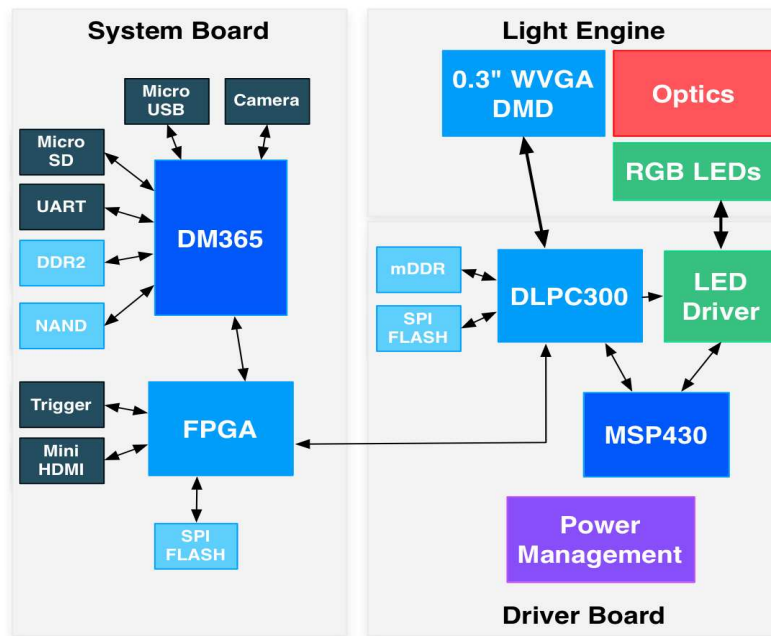 System Board
Micro
USB
Camera
Micro
SD
UART
DDR2
NAND
DM365
Trigger
Mini
HDMI
FPGA
SPI
FLASH
Light Engine
0.3" WVGA
DMD
Optics
RGB LEDs
mDDR
SPI
FLASH
DLPC300
LED
Driver
MSP430
Power
Management
Driver Board